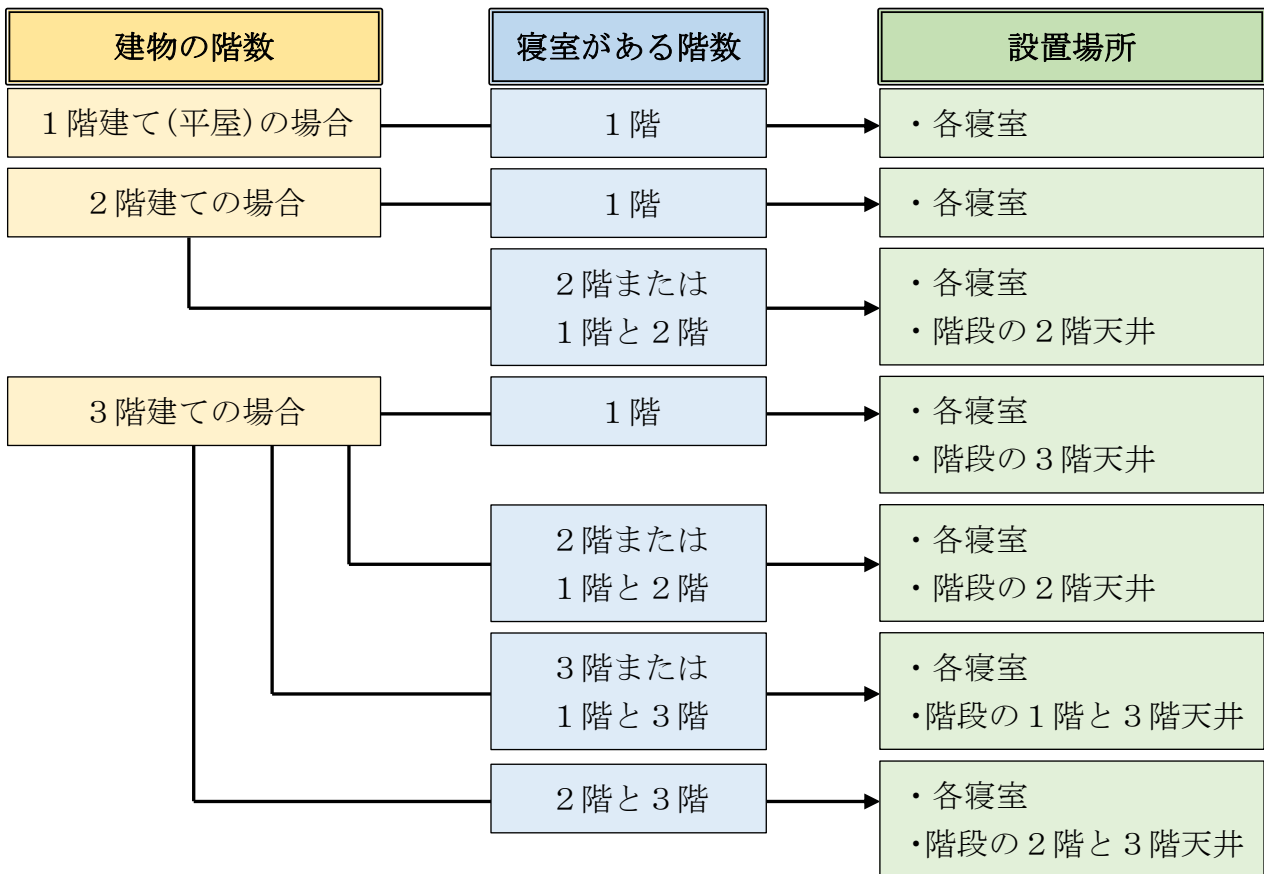 建物の階数
寝室がある階数
設置場所
１階建て(平屋)の場合
１階
・各寝室
２階建ての場合
１階
・各寝室
２階または
１階と２階
・各寝室
・階段の２階天井
３階建ての場合
１階
・各寝室
・階段の３階天井
２階または
１階と２階
・各寝室
・階段の２階天井
３階または
１階と３階
・各寝室
・階段の１階と３階天井
２階と３階
・各寝室
・階段の２階と３階天井